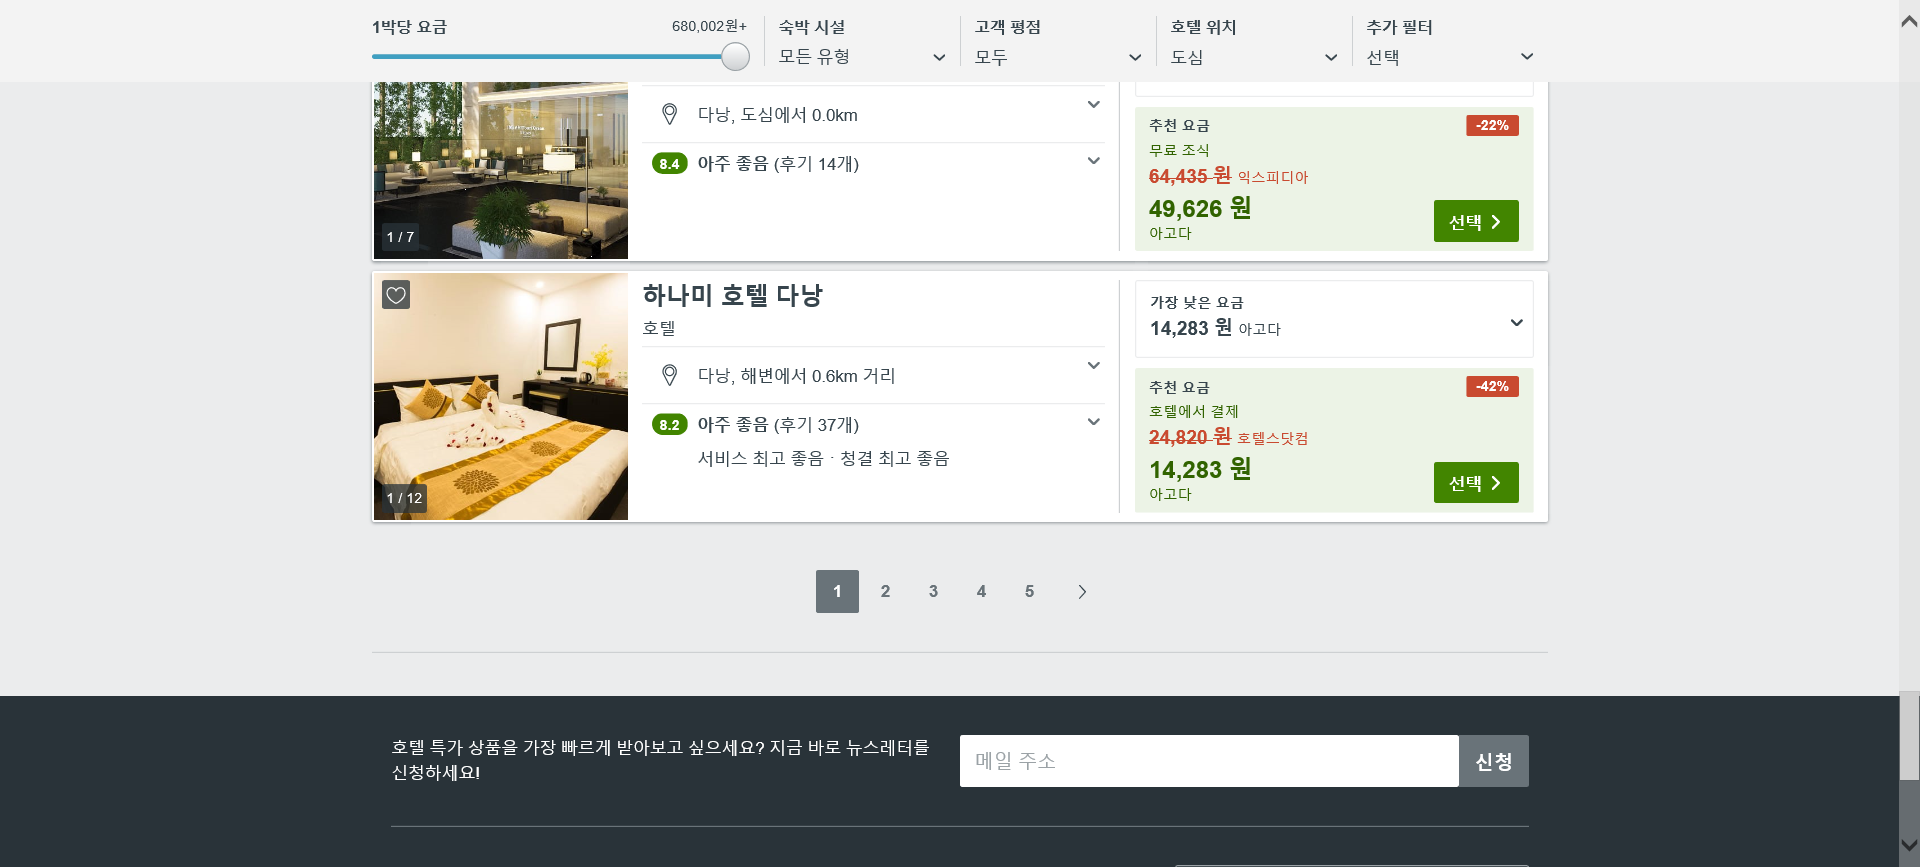 1박당 요금
680,002원+
숙박 시설
모든 유형
고객 평점
모두
호텔 위치
도심
추가 필터
선택
다낭, 도심에서 0.0km
8.4 아주 좋음 (후기 14개)
1 / 7
추천 요금
-22%
무료 조식
64,435 원 익스피디아
49,626 원
아고다
선택
하나미 호텔 다낭
호텔
다낭, 해변에서 0.6km 거리
8.2 아주 좋음 (후기 37개)
서비스 최고 좋음 · 청결 최고 좋음
1 / 12
가장 낮은 요금
14,283 원 아고다
추천 요금
-42%
호텔에서 결제
24,820 원 호텔스닷컴
14,283 원
아고다
선택
1 2 3 4 5
호텔 특가 상품을 가장 빠르게 받아보고 싶으세요? 지금 바로 뉴스레터를
신청하세요!
메일 주소
신청